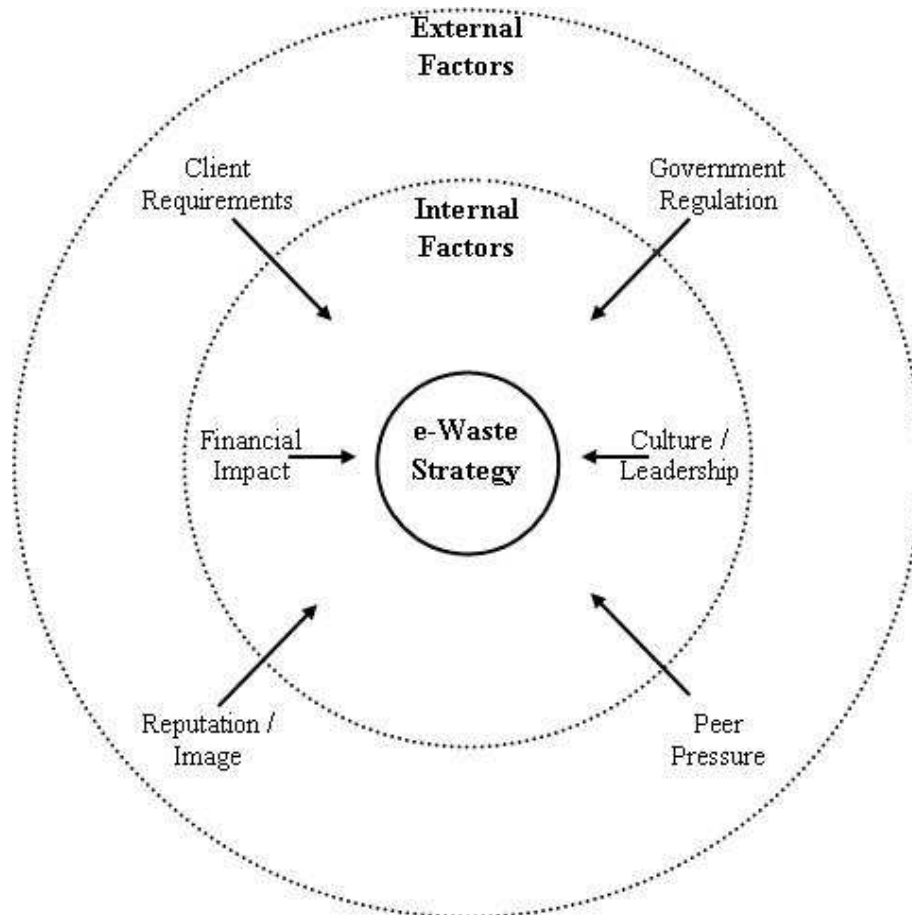 External
Factors
Client
Requirements
Government
Regulation
Internal
Factors
Financial
Impact
e-Waste
Strategy
Culture /
Leadership
Reputation /
Image
Peer
Pressure